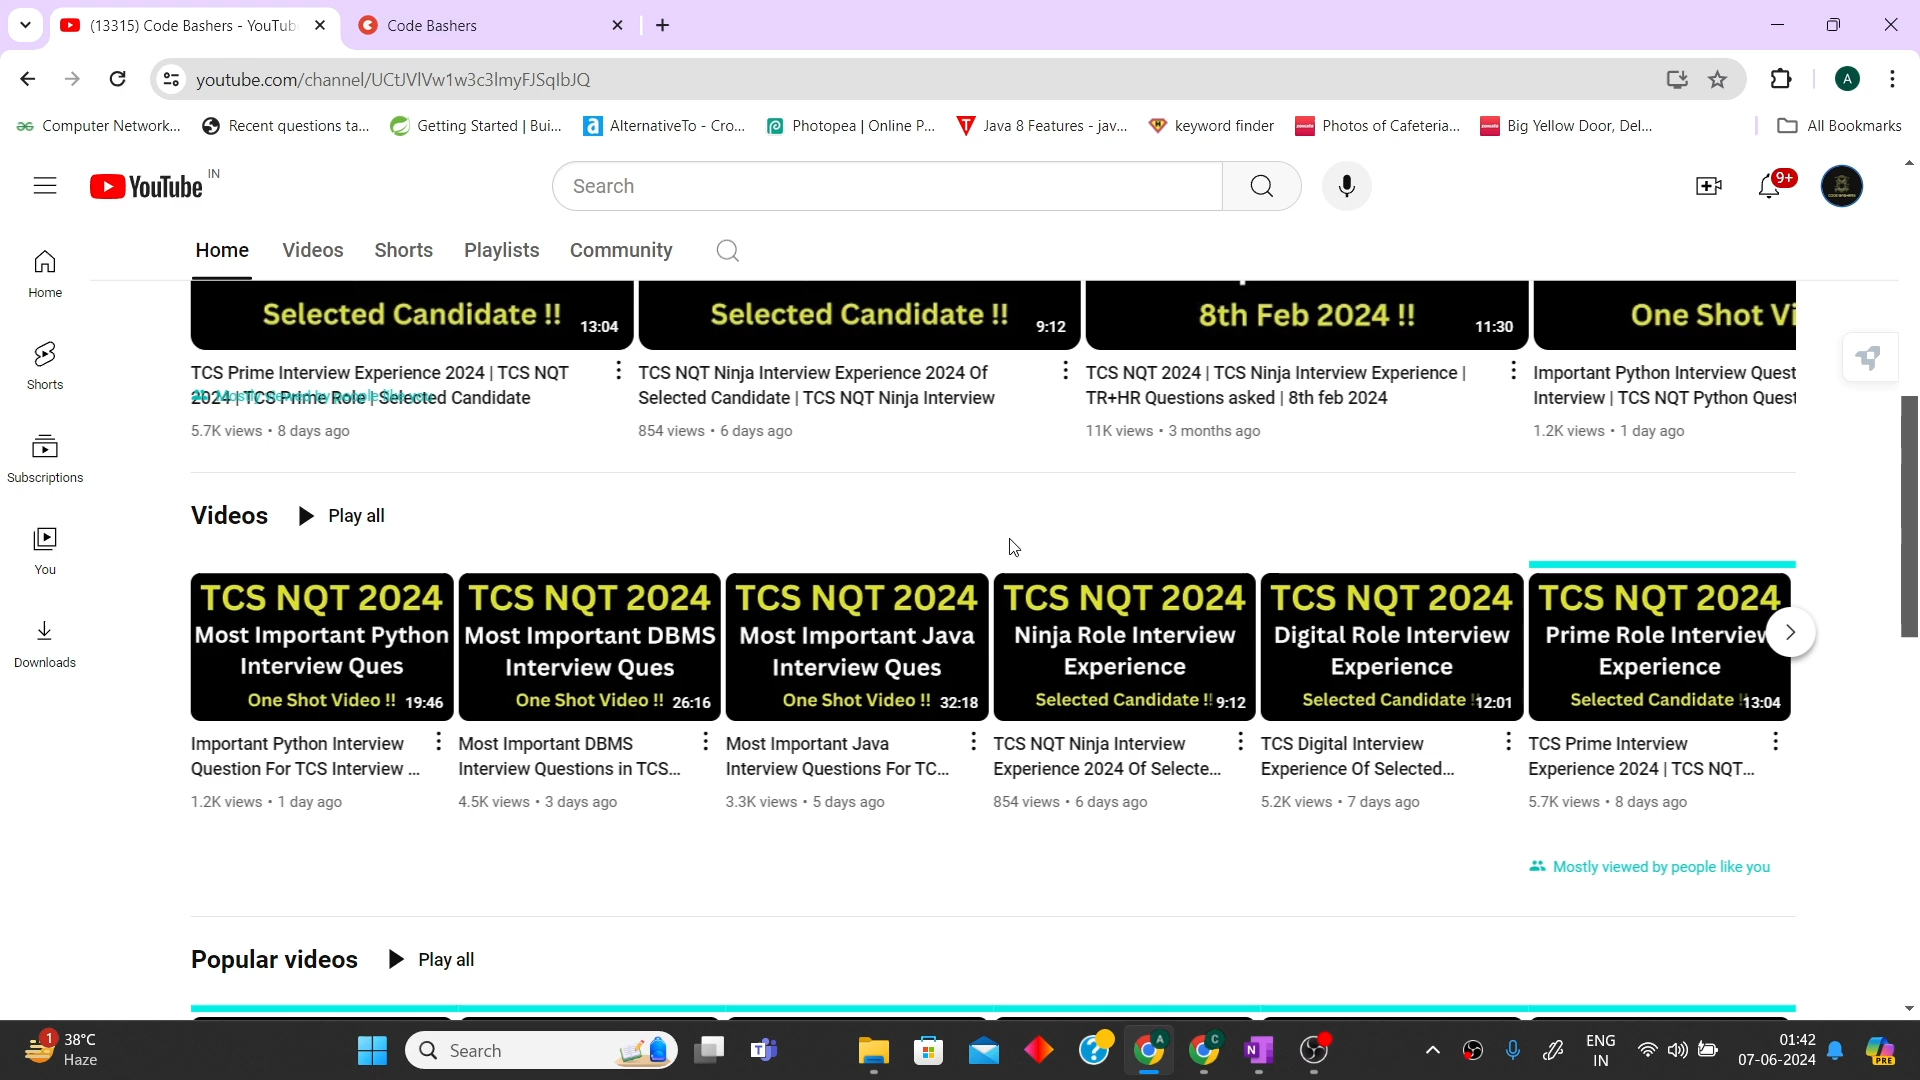 (13315) Code Bashers - YouTub
Code Bashers
youtube.com/channel/UCtJVlVw1w3c3lmyFJSqlbJQ
A
Computer Network...
Recent questions ta...
Getting Started | Bui...
AlternativeTo - Cro...
Photopea | Online P...
Java 8 Features - jav...
keyword finder
Photos of Cafeteria...
Big Yellow Door, Del...
All Bookmarks
YouTube IN
Search
9+
Home
Videos
Shorts
Playlists
Community
Home
Shorts
Subscriptions
You
Downloads
Selected Candidate !! 13:04
Selected Candidate !! 9:12
8th Feb 2024 !! 11:30
One Shot Vi
TCS Prime Interview Experience 2024 | TCS NQT
2024 | TCS Prime Role | Selected Candidate
Mostly viewed by people like you
5.7K views • 8 days ago
TCS NQT Ninja Interview Experience 2024 Of
Selected Candidate | TCS NQT Ninja Interview
854 views • 6 days ago
TCS NQT 2024 | TCS Ninja Interview Experience |
TR+HR Questions asked | 8th feb 2024
11K views • 3 months ago
Important Python Interview Quest
Interview | TCS NQT Python Quest
1.2K views • 1 day ago
Videos
Play all
TCS NQT 2024
Most Important Python
Interview Ques
One Shot Video !! 19:46
TCS NQT 2024
Most Important DBMS
Interview Ques
One Shot Video !! 26:16
TCS NQT 2024
Most Important Java
Interview Ques
One Shot Video !! 32:18
TCS NQT 2024
Ninja Role Interview
Experience
Selected Candidate !! 9:12
TCS NQT 2024
Digital Role Interview
Experience
Selected Candidate !! 12:01
TCS NQT 2024
Prime Role Interview
Experience
Selected Candidate !! 13:04
Important Python Interview
Question For TCS Interview ...
1.2K views • 1 day ago
Most Important DBMS
Interview Questions in TCS...
4.5K views • 3 days ago
Most Important Java
Interview Questions For TC...
3.3K views • 5 days ago
TCS NQT Ninja Interview
Experience 2024 Of Selecte...
854 views • 6 days ago
TCS Digital Interview
Experience Of Selected...
5.2K views • 7 days ago
TCS Prime Interview
Experience 2024 | TCS NQT...
5.7K views • 8 days ago
Mostly viewed by people like you
Popular videos
Play all
1
38°C
Haze
Search
ENG
IN
01:42
07-06-2024
PRE